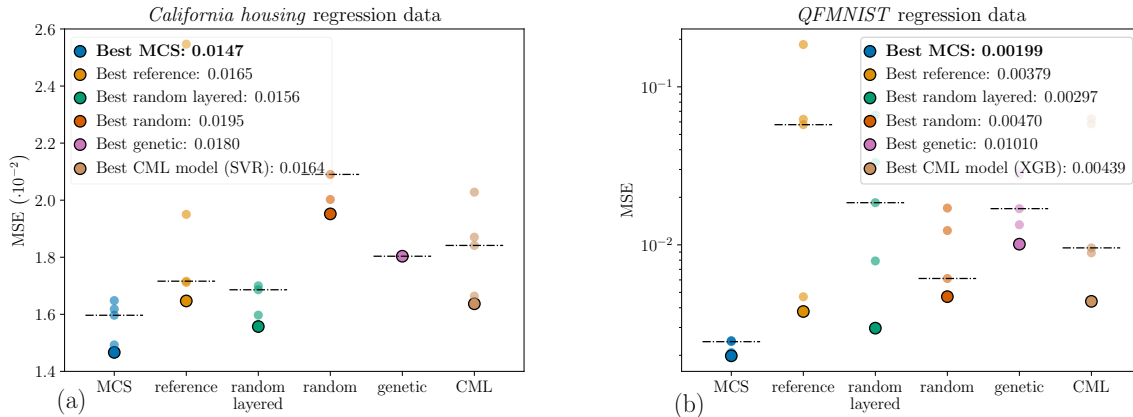 California housing regression data
2.6
2.4
2.2
2.0
1.8
1.6
1.4
MSE (·10⁻²)
Best MCS: 0.0147
Best reference: 0.0165
Best random layered: 0.0156
Best random: 0.0195
Best genetic: 0.0180
Best CML model (SVR): 0.0164
MCS reference random random genetic CML
layered
(a)
QFMNIST regression data
10⁻¹
10⁻²
MSE
Best MCS: 0.00199
Best reference: 0.00379
Best random layered: 0.00297
Best random: 0.00470
Best genetic: 0.01010
Best CML model (XGB): 0.00439
MCS reference random random genetic CML
layered
(b)